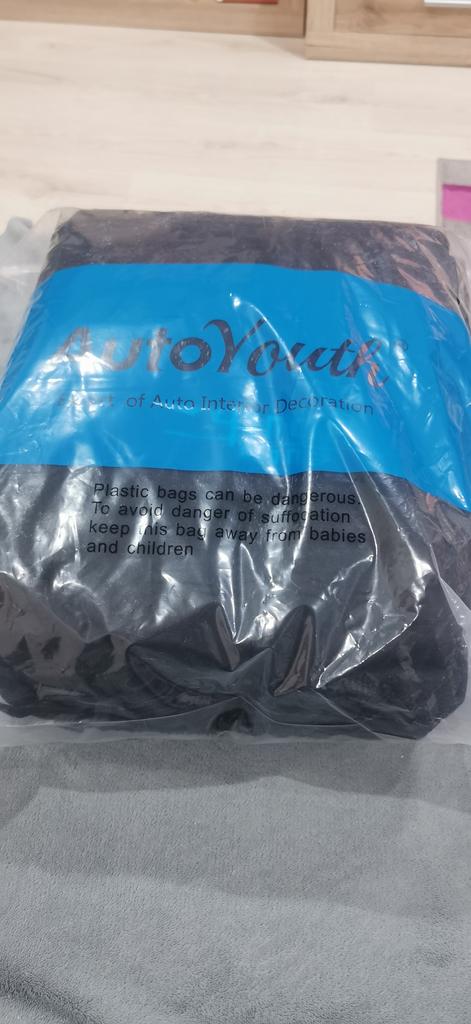 AutoYouth®
Expert of Auto Interior Decoration
Plastic bags can be dangerous.
To avoid danger of suffocation
keep this bag away from babies
and children